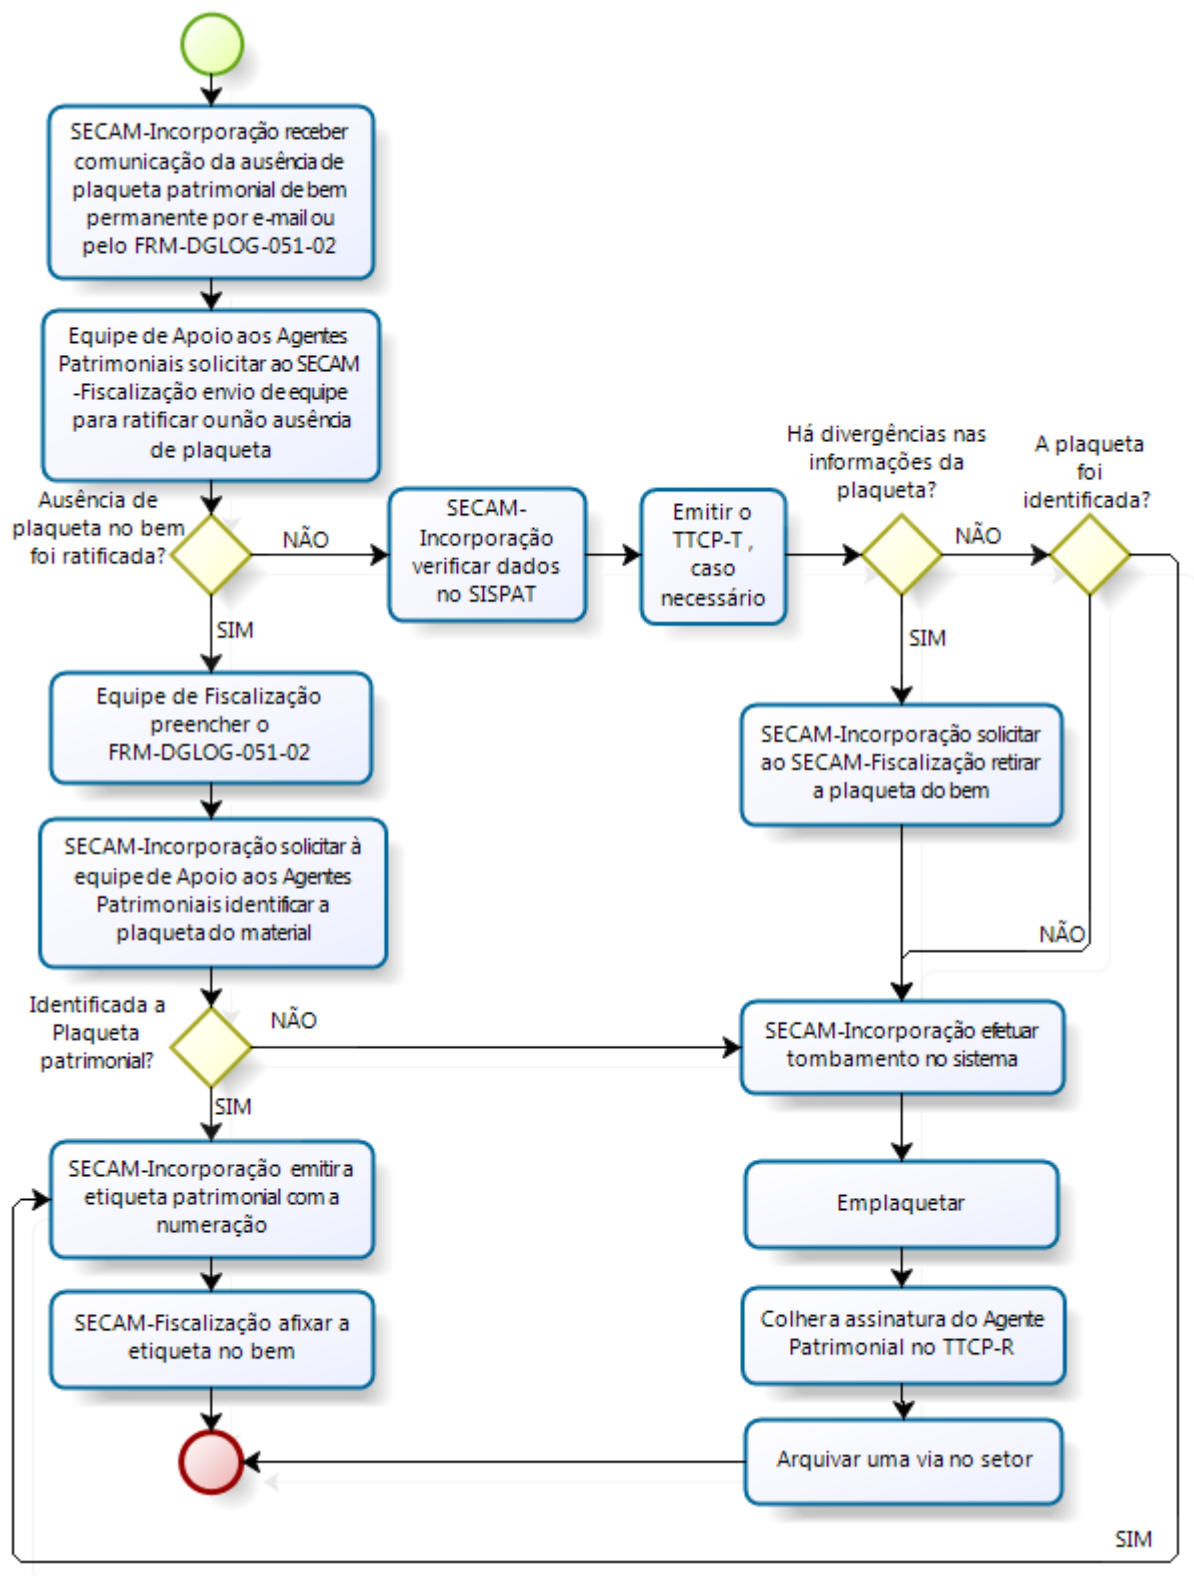 SECAM-Incorporação receber
comunicação da ausência de
plaqueta patrimonial de bem
permanente por e-mail ou
pelo FRM-DGLOG-051-02
Equipe de Apoio aos Agentes
Patrimoniais solicitar ao SECAM
-Fiscalização envio de equipe
para ratificar ou não ausência
de plaqueta
Ausência de
plaqueta no bem
foi ratificada?
NÃO
SECAM-
Incorporação
verificar dados
no SISPAT
Emitir o
TTCP-T ,
caso
necessário
Há divergências nas
informações da
plaqueta?
NÃO
A plaqueta
foi
identificada?
SIM
SIM
Equipe de Fiscalização
preencher o
FRM-DGLOG-051-02
SECAM-Incorporação solicitar
ao SECAM-Fiscalização retirar
a plaqueta do bem
SECAM-Incorporação solicitar à
equipe de Apoio aos Agentes
Patrimoniais identificar a
plaqueta do material
NÃO
Identificada a
Plaqueta
patrimonial?
NÃO
SECAM-Incorporação efetuar
tombamento no sistema
SIM
SECAM-Incorporação emitir a
etiqueta patrimonial com a
numeração
Emplaquetar
SECAM-Fiscalização afixar a
etiqueta no bem
Colher a assinatura do Agente
Patrimonial no TTCP-R
Arquivar uma via no setor
SIM